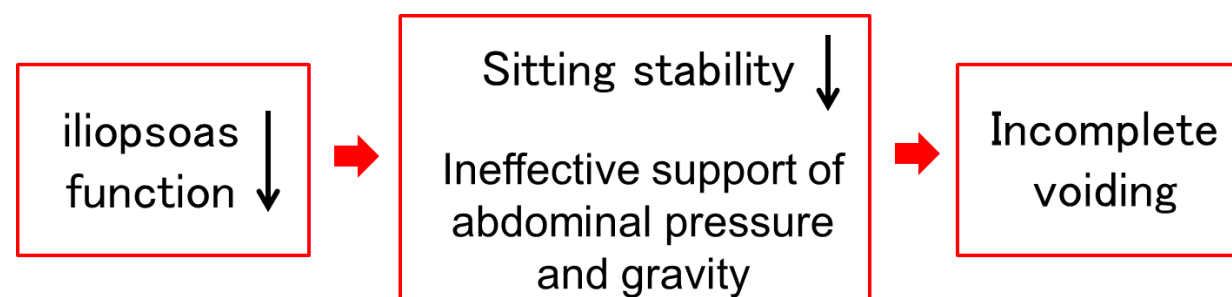 iliopsoas
function
Sitting stability
Ineffective support of
abdominal pressure
and gravity
Incomplete
voiding